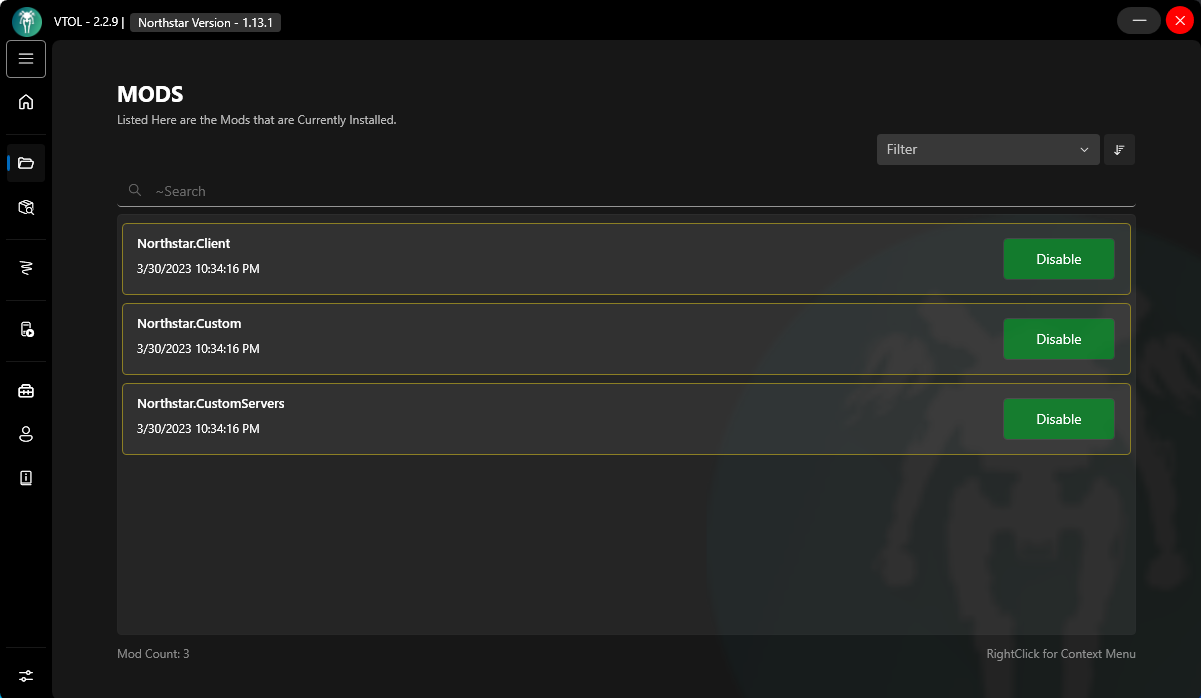 VTOL - 2.2.9 | Northstar Version - 1.13.1
MODS
Listed Here are the Mods that are Currently Installed.
Filter
~Search
Northstar.Client
3/30/2023 10:34:16 PM
Disable
Northstar.Custom
3/30/2023 10:34:16 PM
Disable
Northstar.CustomServers
3/30/2023 10:34:16 PM
Disable
Mod Count: 3
RightClick for Context Menu